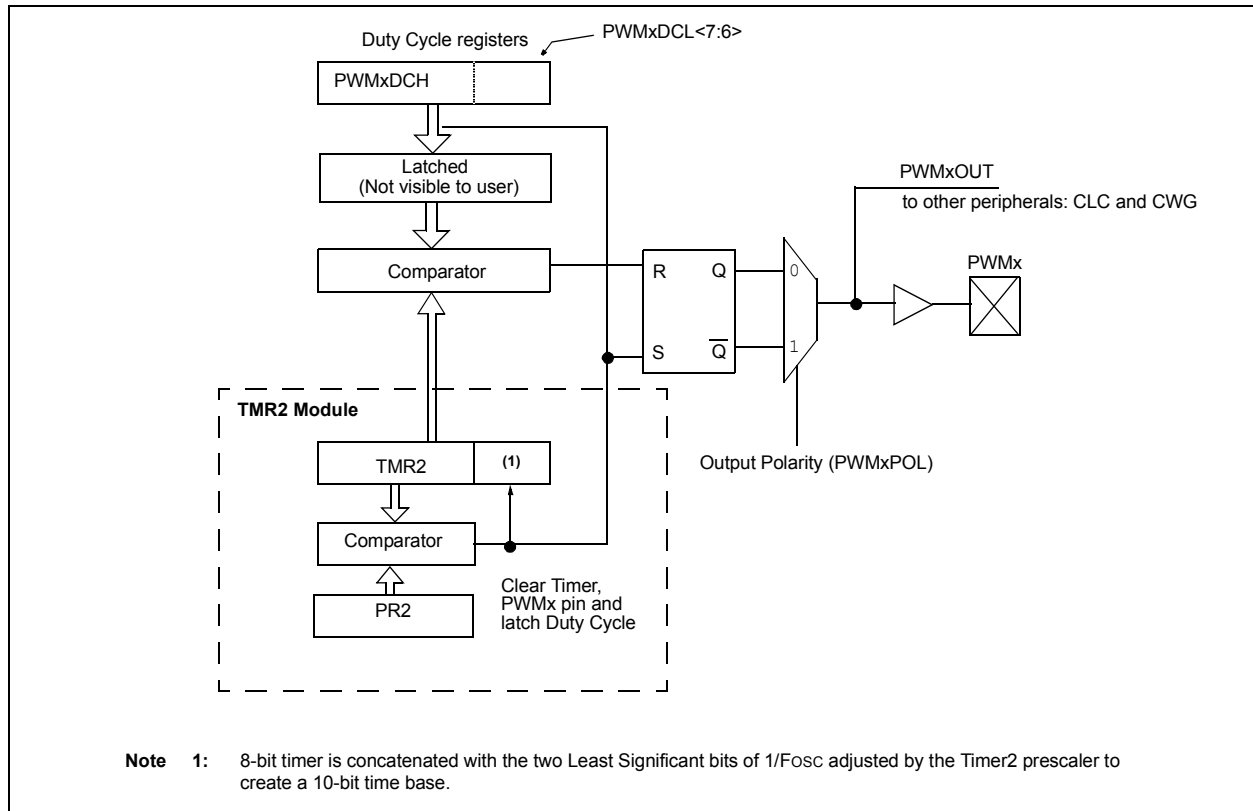 Duty Cycle registers
PWMxDCL<7:6>
PWMxDCH
Latched
(Not visible to user)
Comparator
R
Q
S
Q̅
0
1
PWMxOUT
to other peripherals: CLC and CWG
PWMx
Output Polarity (PWMxPOL)
TMR2 Module
TMR2
(1)
Comparator
PR2
Clear Timer,
PWMx pin and
latch Duty Cycle
Note 1: 8-bit timer is concatenated with the two Least Significant bits of 1/FOSC adjusted by the Timer2 prescaler to
create a 10-bit time base.